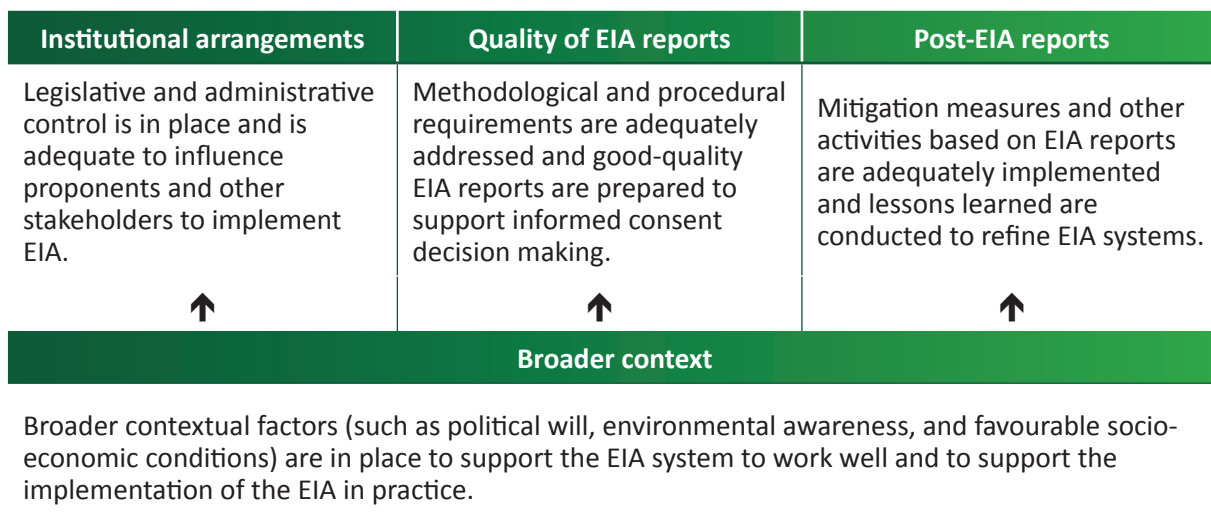 Institutional arrangements
Quality of EIA reports
Post-EIA reports
Legislative and administrative
control is in place and is
adequate to influence
proponents and other
stakeholders to implement
EIA.
Methodological and procedural
requirements are adequately
addressed and good-quality
EIA reports are prepared to
support informed consent
decision making.
Mitigation measures and other
activities based on EIA reports
are adequately implemented
and lessons learned are
conducted to refine EIA systems.
Broader context
Broader contextual factors (such as political will, environmental awareness, and favourable socio-
economic conditions) are in place to support the EIA system to work well and to support the
implementation of the EIA in practice.